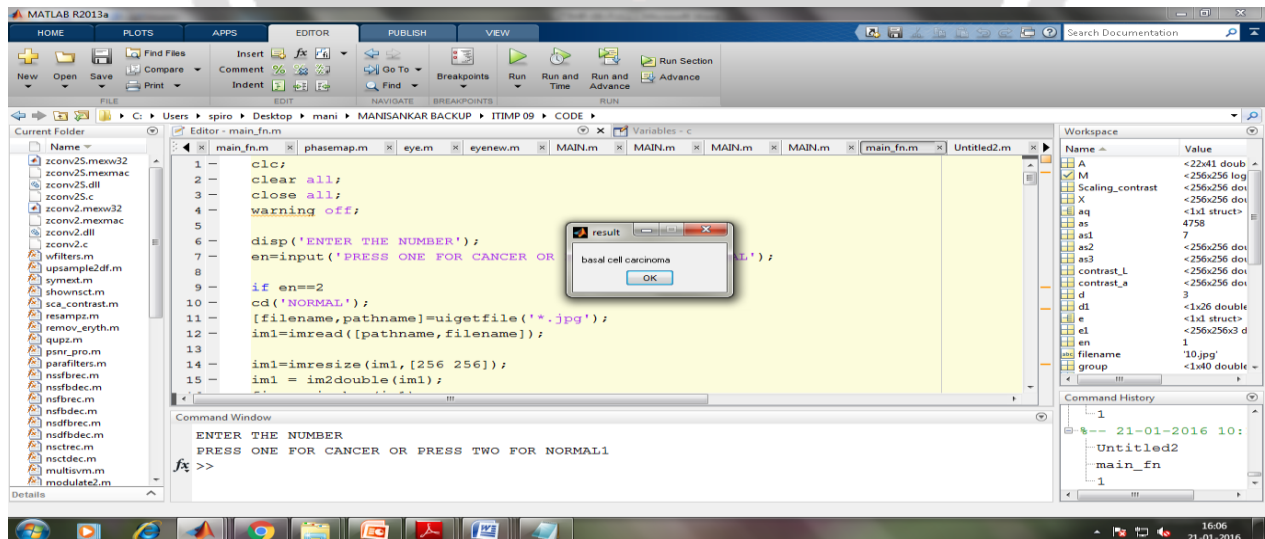 MATLAB R2013a
HOME PLOTS APPS EDITOR PUBLISH VIEW
Search Documentation
New Open Save
Find Files
Compare
Print
FILE
Insert fx
Comment
Indent
EDIT
Go To
Find
NAVIGATE
Breakpoints
BREAKPOINTS
Run
Run and Time
Run and Advance
Run Section
Advance
RUN
C: Users spiro Desktop mani MANISANKAR BACKUP ITIMP 09 CODE
Current Folder
Name
zconv2S.mexw32
zconv2S.mexmac
zconv2S.dll
zconv2S.c
zconv2.mexw32
zconv2.mexmac
zconv2.dll
zconv2.c
wfilters.m
upsample2df.m
symext.m
shownsct.m
sca_contrast.m
resampz.m
remov_eryth.m
qupz.m
psnr_pro.m
parafilters.m
nssfbrec.m
nssfbdec.m
nsfbrec.m
nsfbdec.m
nsdfbrec.m
nsdfbdec.m
nsctrec.m
nsctdec.m
multisvm.m
modulate2.m
Details
Editor - main_fn.m
Variables - c
main_fn.m phasemap.m eye.m eyenew.m MAIN.m MAIN.m MAIN.m MAIN.m main_fn.m Untitled2.m
1 clc;
2 clear all;
3 close all;
4 warning off;
5
6 disp('ENTER THE NUMBER');
7 en=input('PRESS ONE FOR CANCER OR L');
8
9 if en==2
10 cd('NORMAL');
11 [filename,pathname]=uigetfile('*.jpg');
12 im1=imread([pathname,filename]);
13
14 im1=imresize(im1,[256 256]);
15 im1 = im2double(im1);
result
basal cell carcinoma
OK
Command Window
ENTER THE NUMBER
PRESS ONE FOR CANCER OR PRESS TWO FOR NORMAL1
fx >>
Workspace
Name Value
A <22x41 doub
M <256x256 log
Scaling_contrast <256x256 dou
X <256x256 dou
aq <1x1 struct>
as 4758
as1 7
as2 <256x256 dou
as3 <256x256 dou
contrast_L <256x256 dou
contrast_a <256x256 dou
d 3
d1 <1x26 double
e <1x1 struct>
e1 <256x256x3 d
en 1
filename '10.jpg'
group <1x40 double
Command History
1
%-- 21-01-2016 10:
Untitled2
main_fn
1
16:06
21-01-2016